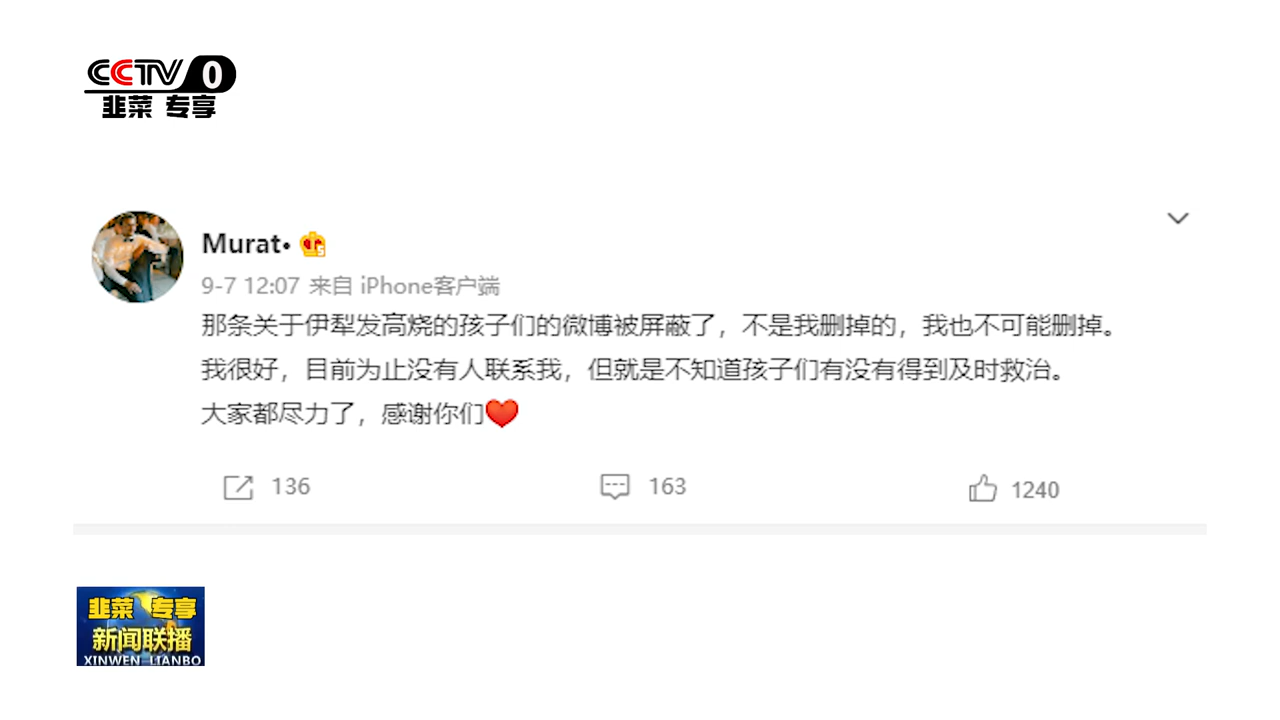 CCTV 0
韭菜 专享
Murat•
9-7 12:07 来自 iPhone客户端
那条关于伊犁发高烧的孩子们的微博被屏蔽了，不是我删掉的，我也不可能删掉。
我很好，目前为止没有人联系我，但就是不知道孩子们有没有得到及时救治。
大家都尽力了，感谢你们❤️
136 163 1240
韭菜 专享
新闻联播
XINWEN LIANBO